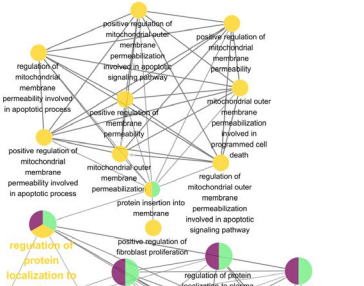 positive regulation of
mitochondrial outer
membrane
permeabilization
involved in apoptotic
signaling pathway
positive regulation of
mitochondrial
membrane
permeability
regulation of
mitochondrial
membrane
permeability involved
in apoptotic process
mitochondrial outer
membrane
permeabilization
involved in
programmed cell
death
positive regulation of
membrane
permeability
positive regulation of
mitochondrial
membrane
permeability involved
in apoptotic process
mitochondrial outer
membrane
permeabilization
regulation of
mitochondrial outer
membrane
permeabilization
involved in apoptotic
signaling pathway
protein insertion into
membrane
positive regulation of
fibroblast proliferation
regulation of
protein
localization to
regulation of protein
localization to plasma